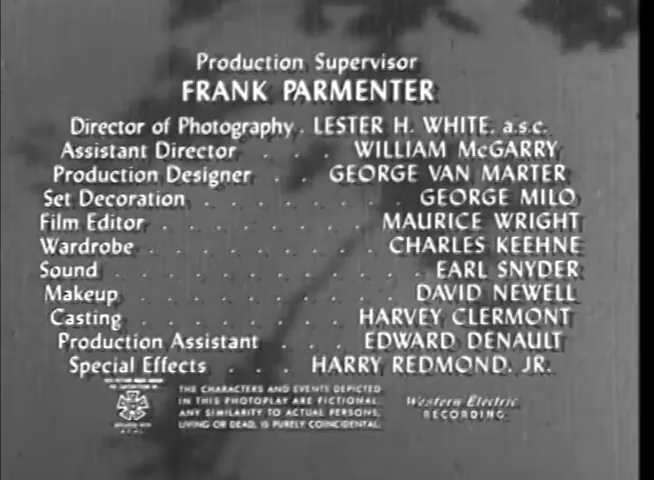 Production Supervisor
FRANK PARMENTER
Director of Photography . LESTER H. WHITE, a.s.c.
Assistant Director . . . WILLIAM McGARRY
Production Designer . . GEORGE VAN MARTER
Set Decoration . . . . . . . GEORGE MILO
Film Editor . . . . . . . . MAURICE WRIGHT
Wardrobe . . . . . . . . . CHARLES KEEHNE
Sound . . . . . . . . . . . . EARL SNYDER
Makeup . . . . . . . . . . DAVID NEWELL
Casting . . . . . . . . HARVEY CLERMONT
Production Assistant . . . EDWARD DENAULT
Special Effects . . . HARRY REDMOND, JR.
THE CHARACTERS AND EVENTS DEPICTED
IN THIS PHOTOPLAY ARE FICTIONAL.
ANY SIMILARITY TO ACTUAL PERSONS,
LIVING OR DEAD, IS PURELY COINCIDENTAL.
Western Electric
RECORDING